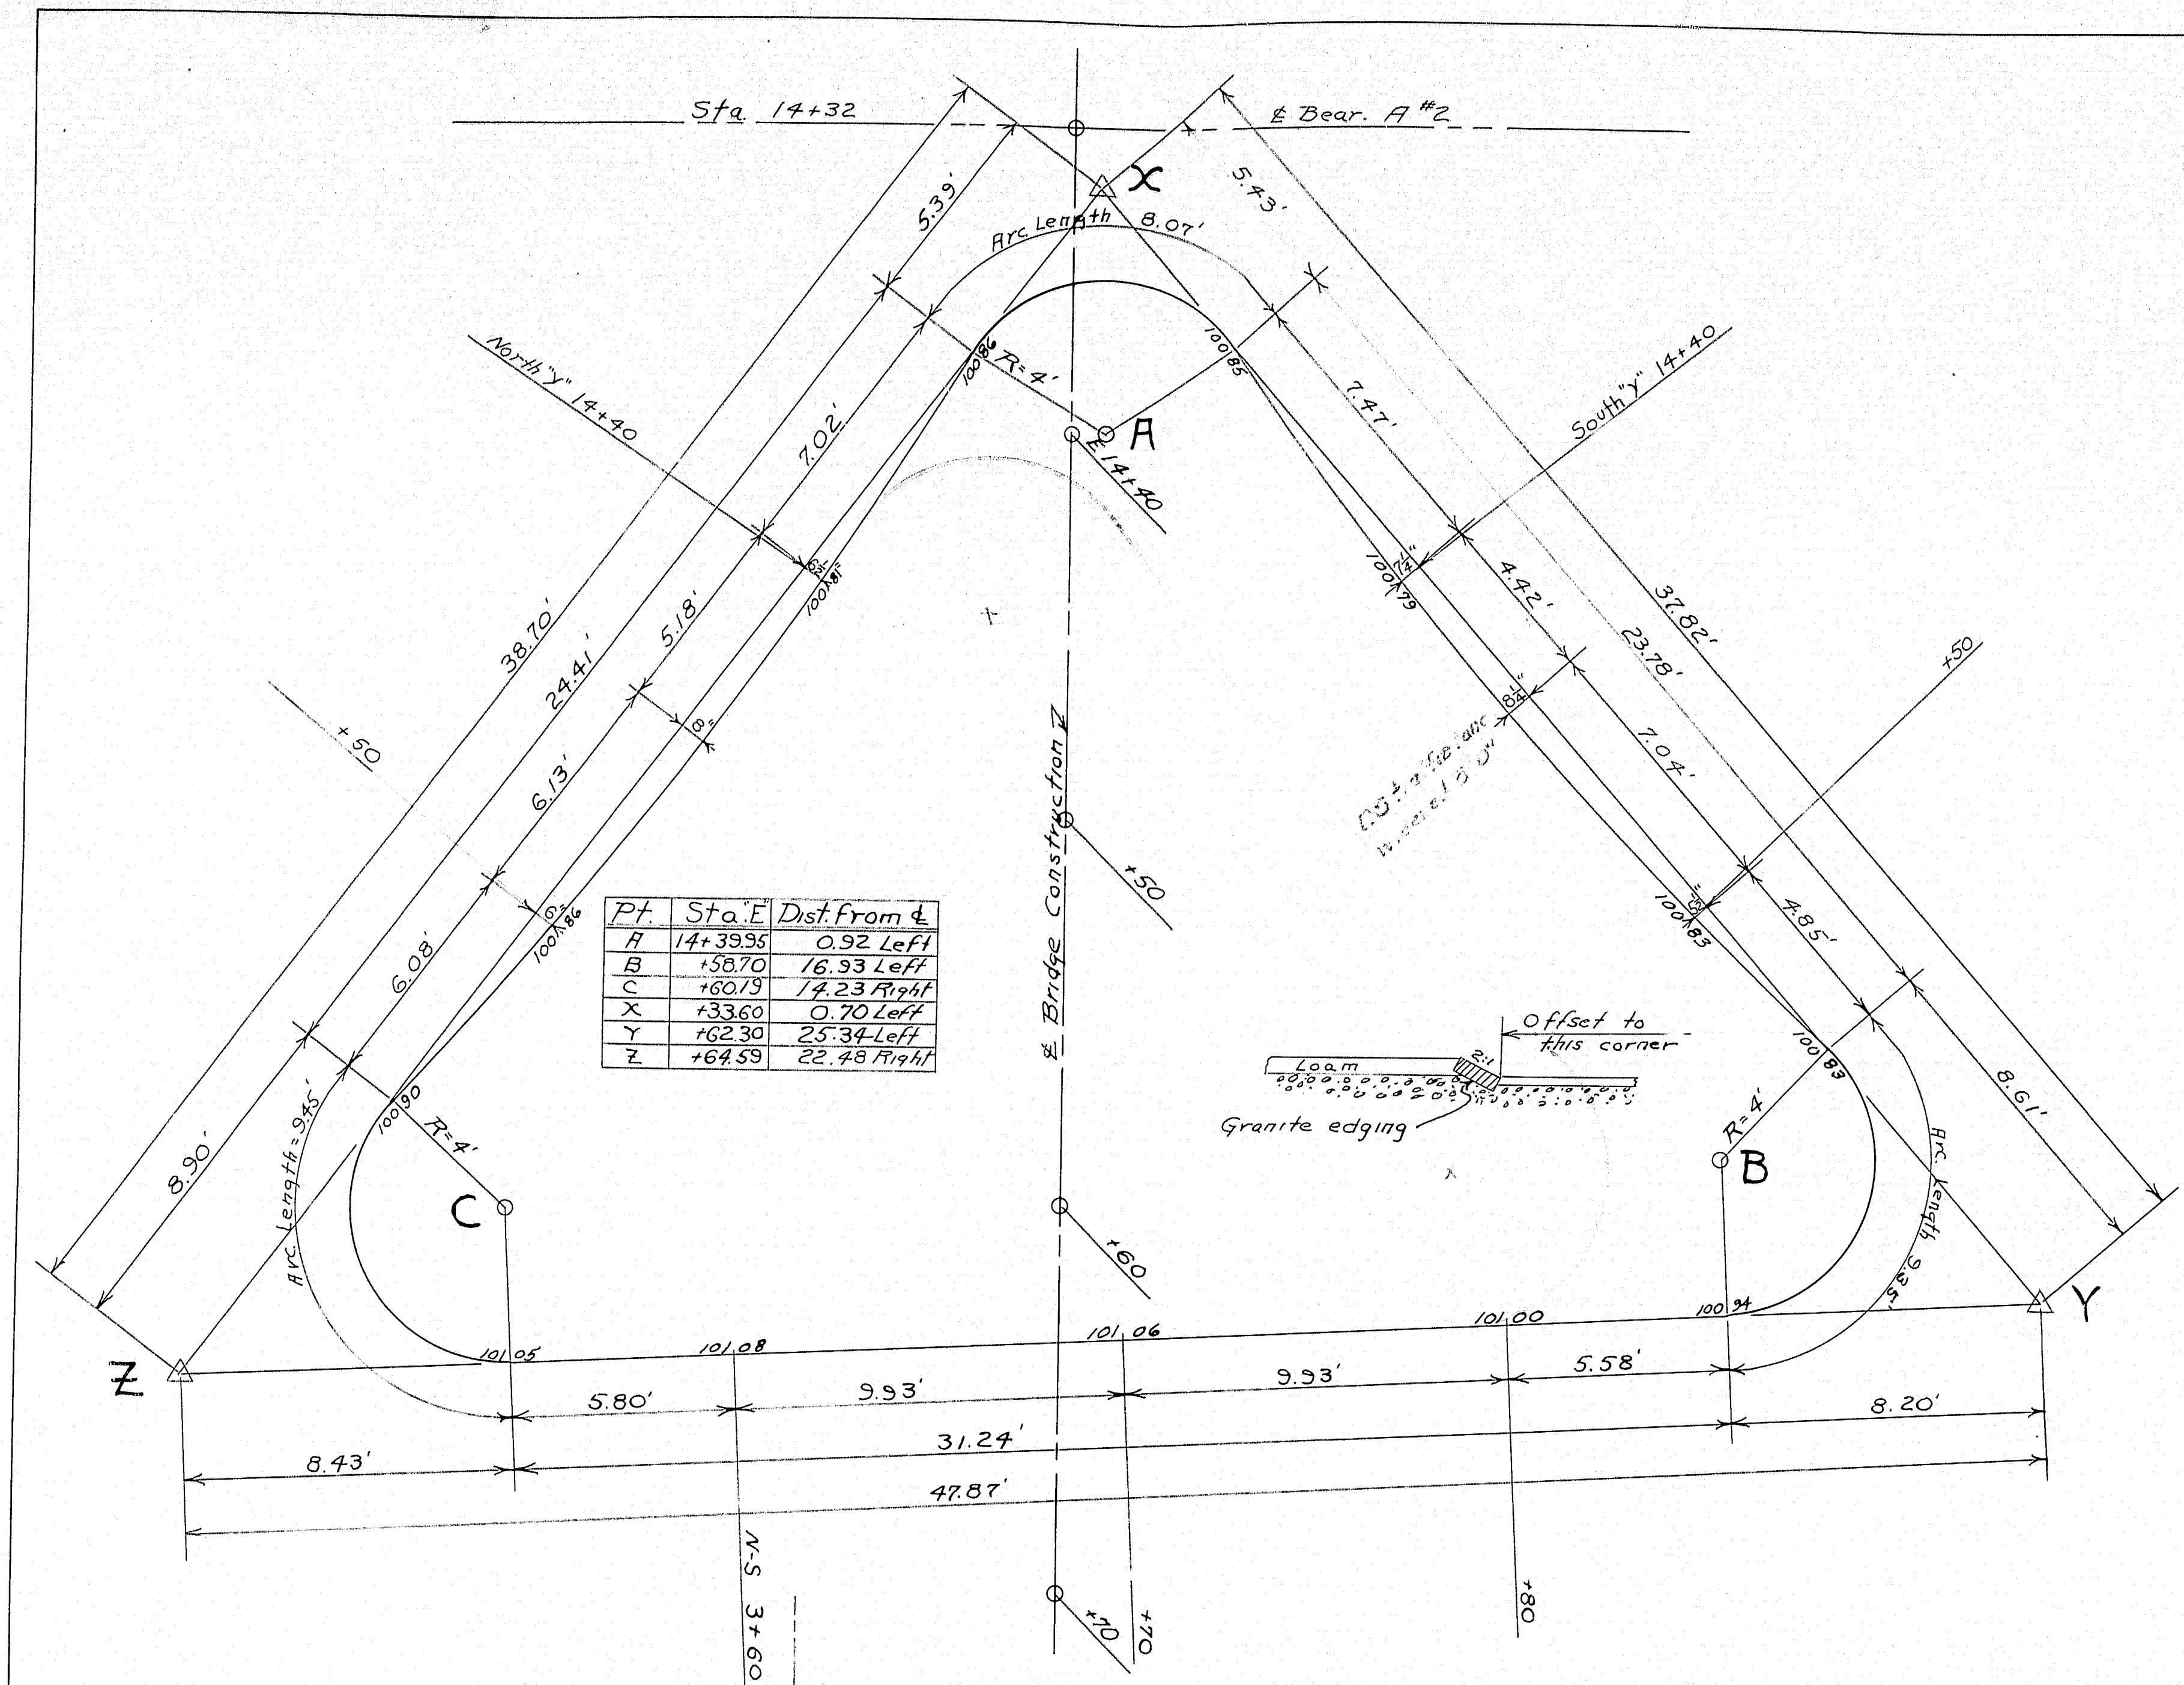 Sta. 14+32
℄ Bear. A #2
X
5.39'
5.43'
Arc. Length 8.07'
100|86
R=4'
100|85
A
E 14+40
North "Y" 14+40
South "Y" 14+40
7.02'
7.47'
6½"
100 81
7¼"
100 79
38.70'
24.41'
5.18'
4.42'
37.82'
23.78'
8"
8¼"
+50
+50
6.13'
7.04'
℄ Bridge Construction
+50
6"
100 86
100 83
6.08'
4.85'
Pt. Sta."E" Dist. from ℄
A 14+39.95 0.92 Left
B +58.70 16.93 Left
C +60.19 14.23 Right
X +33.60 0.70 Left
Y +62.30 25.34 Left
Z +64.59 22.48 Right
Offset to
this corner
2:1
Loam
Granite edging
100 90
R=4'
C
100 83
R=4'
B
8.90'
8.61'
Arc. Length = 9.45'
Arc. Length 9.35'
+60
Z
101.05
101.08
101.06
101.00
100.94
Y
5.80'
9.93'
9.93'
5.58'
8.43'
31.24'
8.20'
47.87'
N-S 3+60
+70
+70
+80